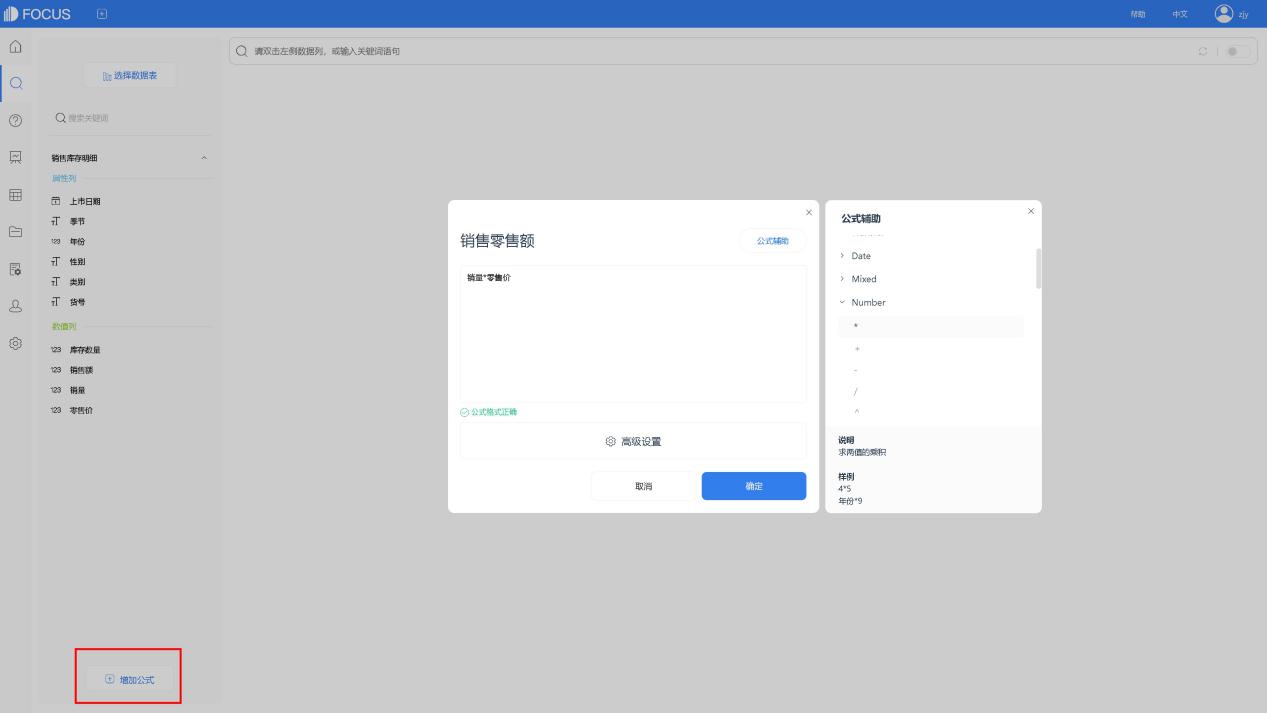 FOCUS
帮助
中文
zjy
选择数据表
请双击左侧数据列，或输入关键词语句
搜索关键词
销售库存明细
属性列
上市日期
季节
123 年份
性别
类别
货号
数值列
123 库存数量
123 销售额
123 销量
123 零售价
增加公式
销售零售额
公式辅助
销量*零售价
公式格式正确
高级设置
取消
确定
公式辅助
Date
Mixed
Number
*
+
-
/
^
说明
求两值的乘积
样例
4*5
年份*9